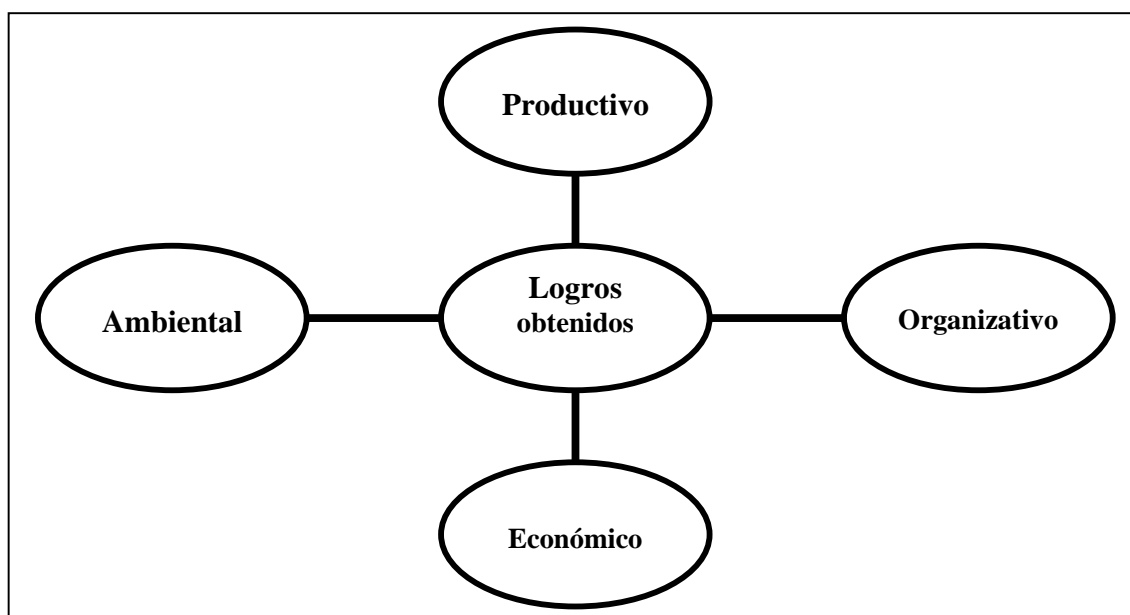 Productivo
Logros
obtenidos
Ambiental
Organizativo
Económico